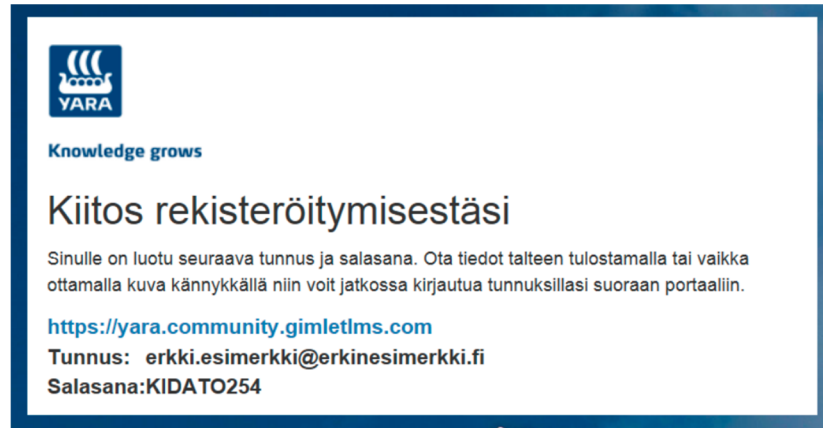 YARA
Knowledge grows
Kiitos rekisteröitymisestäsi
Sinulle on luotu seuraava tunnus ja salasana. Ota tiedot talteen tulostamalla tai vaikka
ottamalla kuva kännykkällä niin voit jatkossa kirjautua tunnuksillasi suoraan portaaliin.
https://yara.community.gimletlms.com
Tunnus: erkki.esimerkki@erkinesimerkki.fi
Salasana:KIDATO254